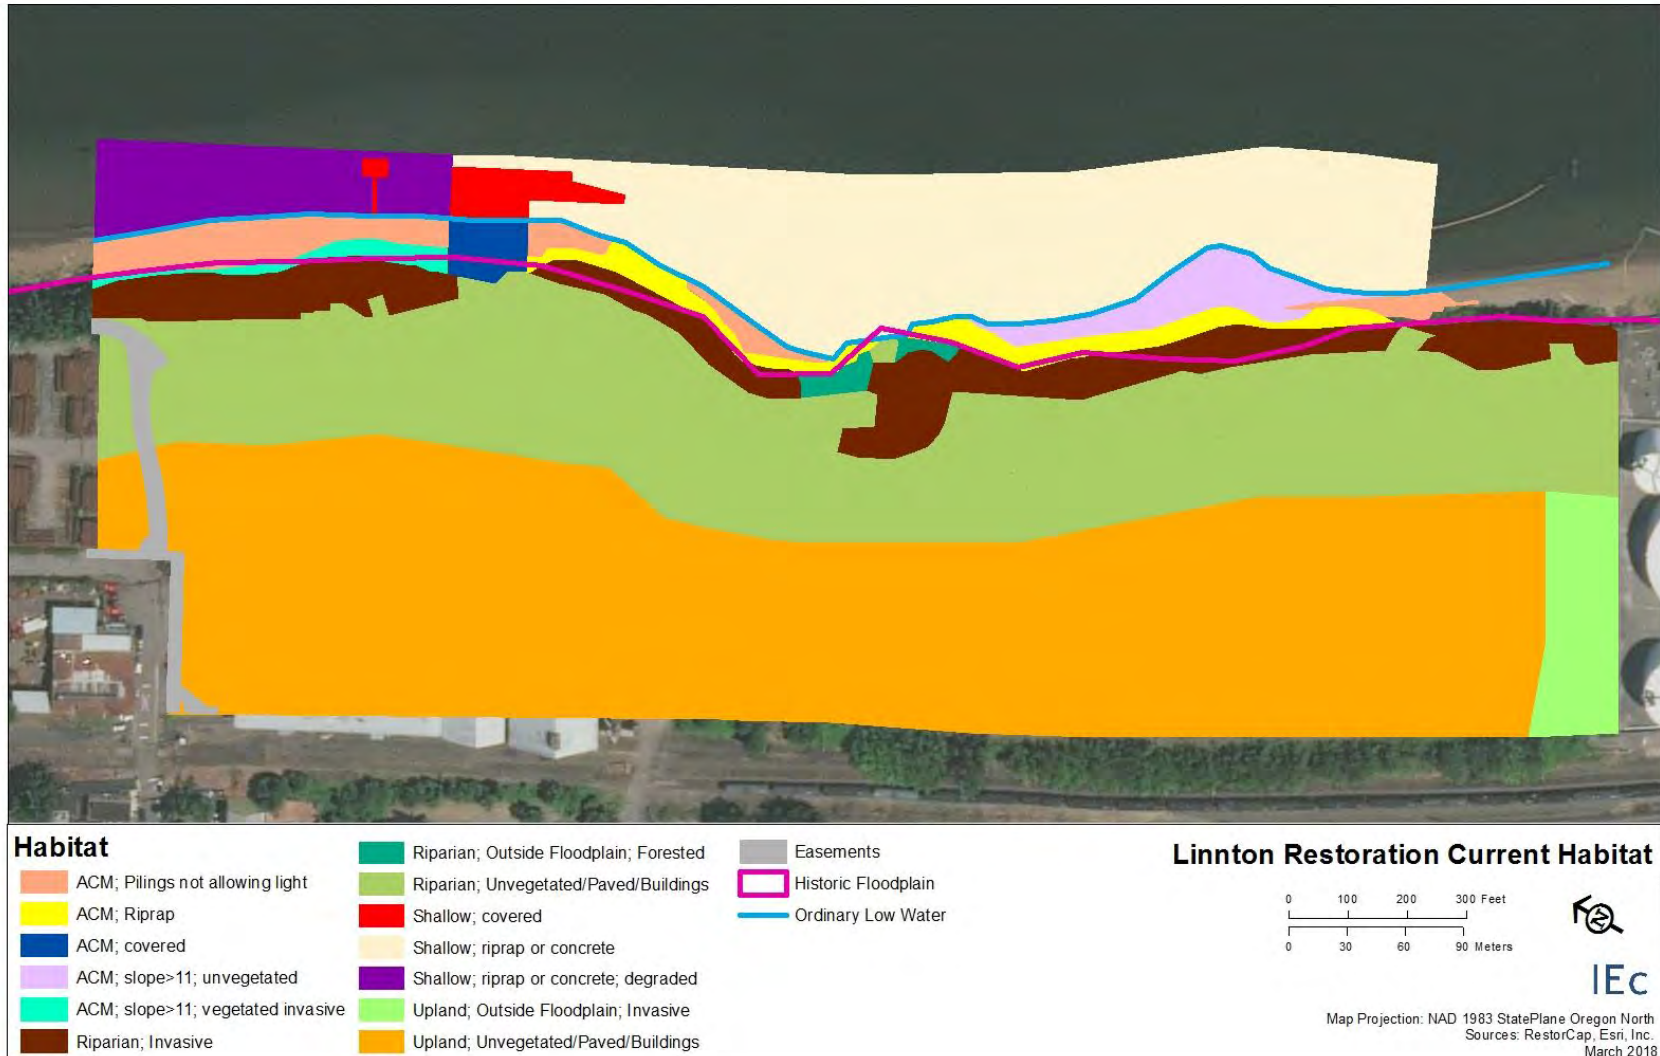 Habitat
ACM; Pilings not allowing light
ACM; Riprap
ACM; covered
ACM; slope>11; unvegetated
ACM; slope>11; vegetated invasive
Riparian; Invasive
Riparian; Outside Floodplain; Forested
Riparian; Unvegetated/Paved/Buildings
Shallow; covered
Shallow; riprap or concrete
Shallow; riprap or concrete; degraded
Upland; Outside Floodplain; Invasive
Upland; Unvegetated/Paved/Buildings
Easements
Historic Floodplain
Ordinary Low Water
Linnton Restoration Current Habitat
0 100 200 300 Feet
0 30 60 90 Meters
N
IEc
Map Projection: NAD 1983 StatePlane Oregon North
Sources: RestorCap, Esri, Inc.
March 2018